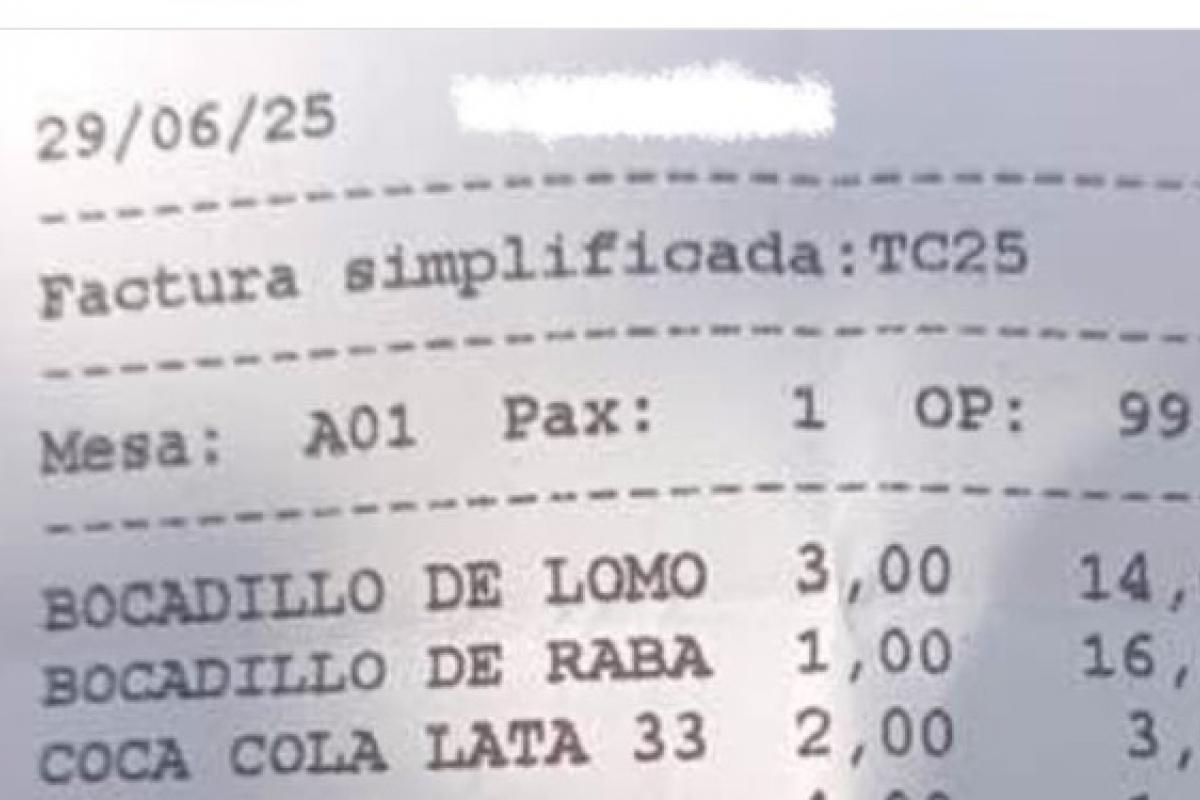 29/06/25
Factura simplificada:TC25
Mesa: A01 Pax: 1 OP: 99
BOCADILLO DE LOMO 3,00 14,
BOCADILLO DE RABA 1,00 16,
COCA COLA LATA 33 2,00 3,